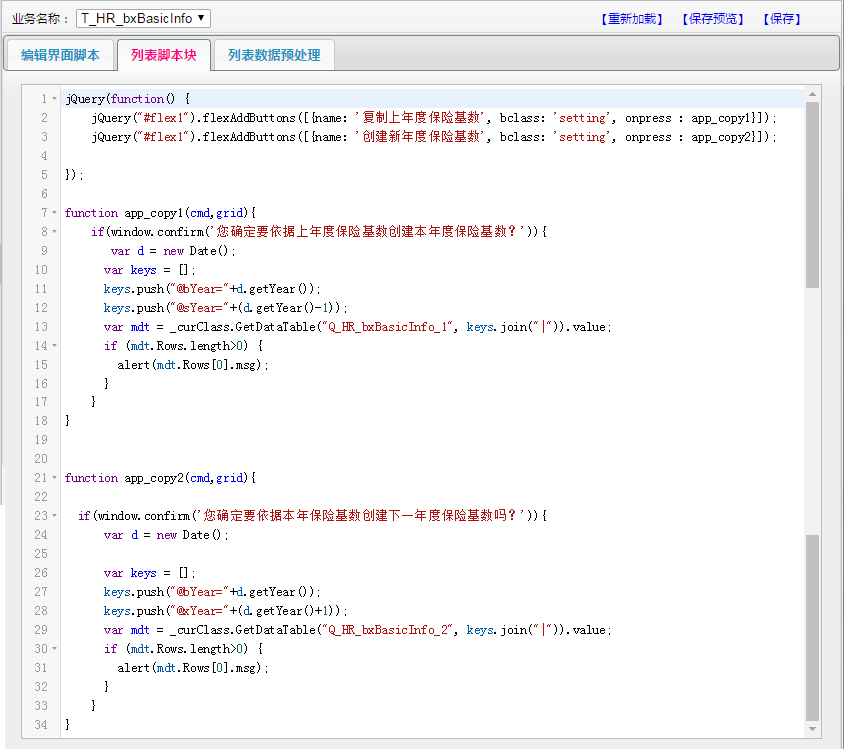 业务名称： T_HR_bxBasicInfo ▼ 【重新加载】 【保存预览】 【保存】
编辑界面脚本 列表脚本块 列表数据预处理
1 jQuery(function() {
2     jQuery("#flex1").flexAddButtons([{name: '复制上年度保险基数', bclass: 'setting', onpress : app_copy1}]);
3     jQuery("#flex1").flexAddButtons([{name: '创建新年度保险基数', bclass: 'setting', onpress : app_copy2}]);
4
5 });
6
7 function app_copy1(cmd,grid){
8     if(window.confirm('您确定要依据上年度保险基数创建本年度保险基数？')){
9        var d = new Date();
10       var keys = [];
11       keys.push("@bYear="+d.getYear());
12       keys.push("@sYear="+(d.getYear()-1));
13       var mdt = _curClass.GetDataTable("Q_HR_bxBasicInfo_1", keys.join("|")).value;
14       if (mdt.Rows.length>0) {
15         alert(mdt.Rows[0].msg);
16       }
17     }
18 }
19
20
21 function app_copy2(cmd,grid){
22
23   if(window.confirm('您确定要依据本年保险基数创建下一年度保险基数吗？')){
24       var d = new Date();
25
26       var keys = [];
27       keys.push("@bYear="+d.getYear());
28       keys.push("@xYear="+(d.getYear()+1));
29       var mdt = _curClass.GetDataTable("Q_HR_bxBasicInfo_2", keys.join("|")).value;
30       if (mdt.Rows.length>0) {
31         alert(mdt.Rows[0].msg);
32       }
33     }
34 }